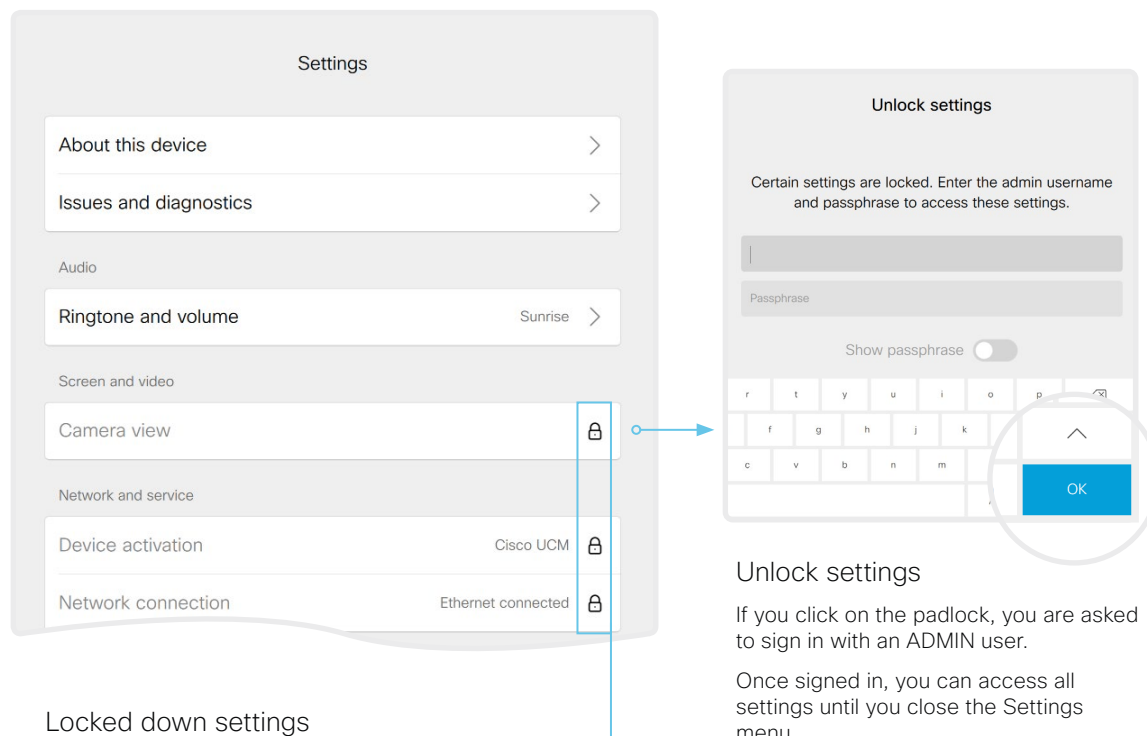 Settings
About this device
Issues and diagnostics
Audio
Ringtone and volume Sunrise
Screen and video
Camera view
Network and service
Device activation Cisco UCM
Network connection Ethernet connected
Locked down settings
Unlock settings
Certain settings are locked. Enter the admin username
and passphrase to access these settings.
Passphrase
Show passphrase
r t y u i o p
f g h j k
c v b n m
OK
Unlock settings
If you click on the padlock, you are asked
to sign in with an ADMIN user.
Once signed in, you can access all
settings until you close the Settings
menu